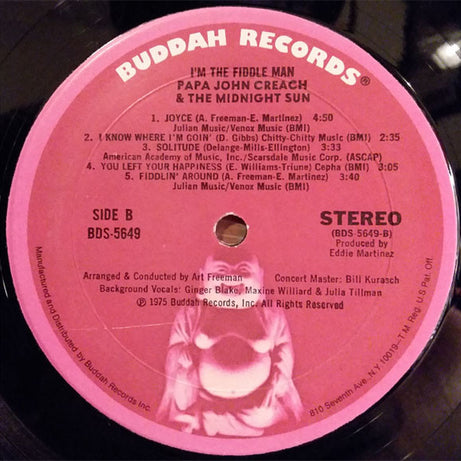 BUDDAH RECORDS®
I'M THE FIDDLE MAN
PAPA JOHN CREACH
& THE MIDNIGHT SUN
1. JOYCE (A. Freeman-E. Martinez) 4:50
Julian Music/Venox Music (BMI)
2. I KNOW WHERE I'M GOIN' (D. Gibbs) Chitty-Chitty Music (BMI) 2:35
3. SOLITUDE (Delange-Mills-Ellington) 3:33
American Academy of Music, Inc./Scarsdale Music Corp. (ASCAP)
4. YOU LEFT YOUR HAPPINESS (E. Williams-Triune) Cepha (BMI) 3:05
5. FIDDLIN' AROUND (A. Freeman-E. Martinez) 3:40
Julian Music/Venox Music (BMI)
SIDE B
BDS-5649
STEREO
(BDS-5649-B)
Produced by
Eddie Martinez
Arranged & Conducted by Art Freeman
Concert Master: Bill Kurasch
Background Vocals: Ginger Blake, Maxine Williard & Julia Tillman
℗ 1975 Buddah Records, Inc. All Rights Reserved
Manufactured and Distributed by Buddah Records Inc.
810 Seventh Ave. N.Y. 10019—T.M. Reg. U.S. Pat. Off.